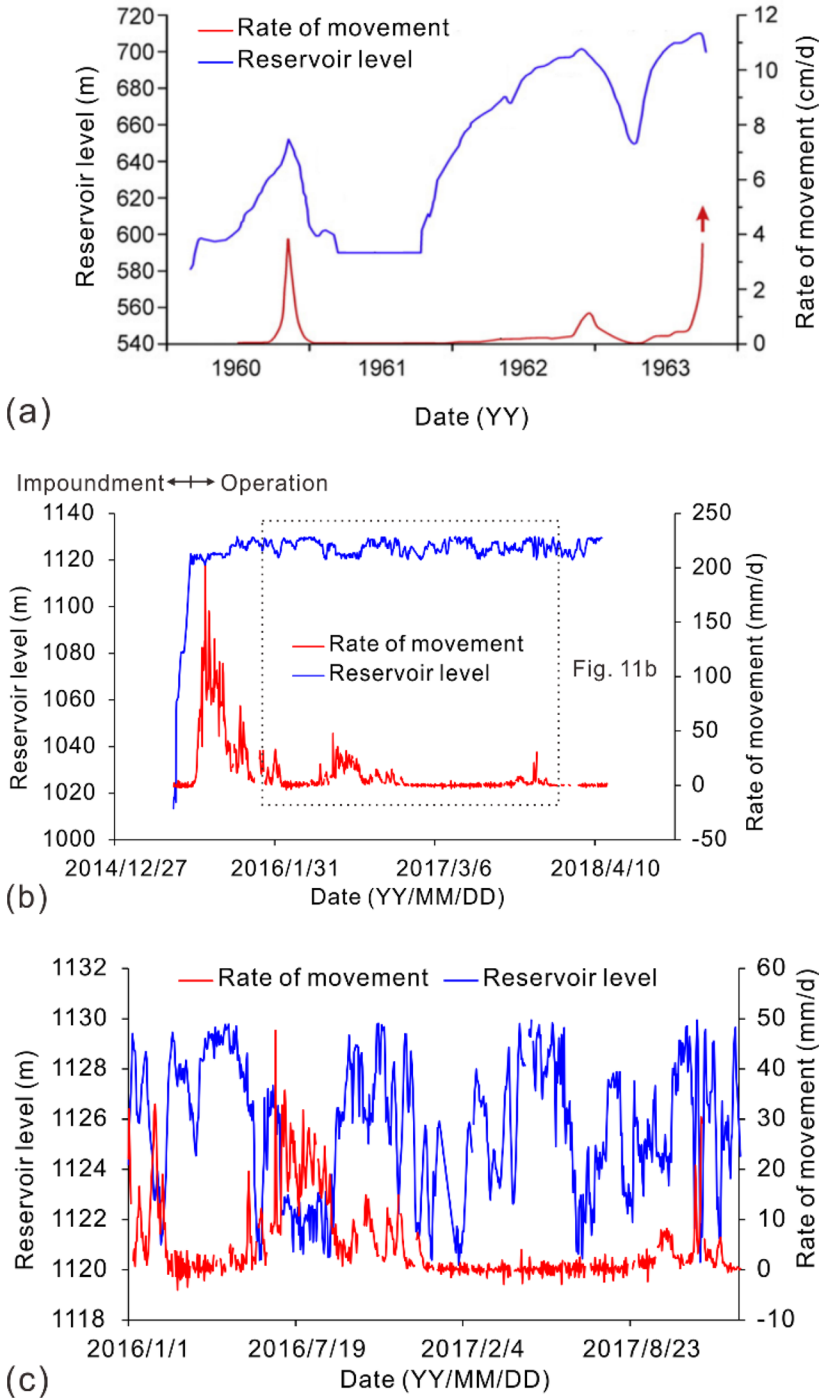 Rate of movement
Reservoir level
720
700
680
660
640
620
600
580
560
540
Reservoir level (m)
12
10
8
6
4
2
0
Rate of movement (cm/d)
1960
1961
1962
1963
Date (YY)
(a)
Impoundment
Operation
1140
1120
1100
1080
1060
1040
1020
1000
Reservoir level (m)
Rate of movement
Reservoir level
Fig. 11b
250
200
150
100
50
0
-50
Rate of movement (mm/d)
2014/12/27
2016/1/31
2017/3/6
2018/4/10
Date (YY/MM/DD)
(b)
1132
1130
1128
1126
1124
1122
1120
1118
Reservoir level (m)
Rate of movement
Reservoir level
60
50
40
30
20
10
0
-10
Rate of movement (mm/d)
2016/1/1
2016/7/19
2017/2/4
2017/8/23
Date (YY/MM/DD)
(c)